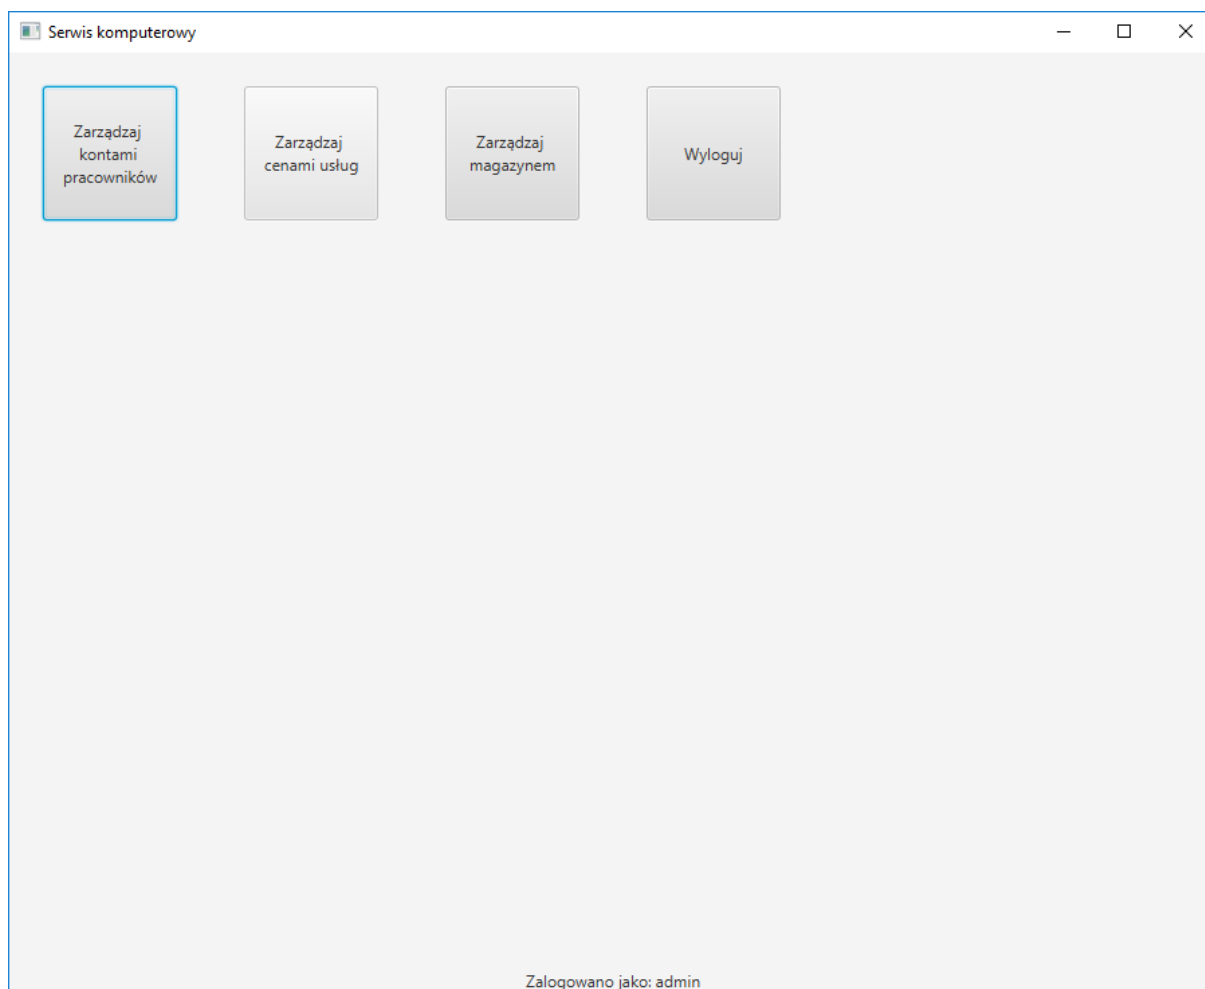 Serwis komputerowy
Zarządzaj
kontami
pracowników
Zarządzaj
cenami usług
Zarządzaj
magazynem
Wyloguj
Zalogowano jako: admin